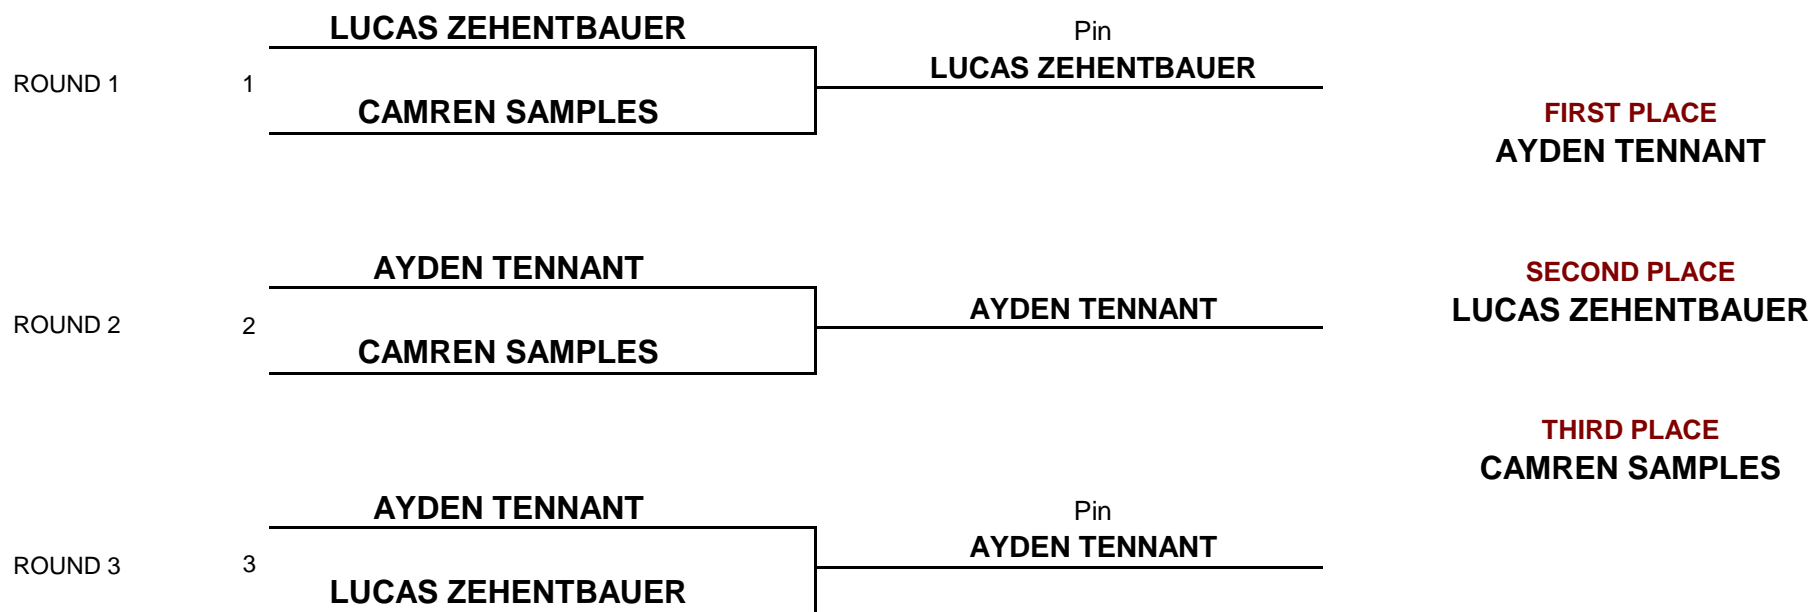 LUCAS ZEHENTBAUER
Pin
ROUND 1
1
LUCAS ZEHENTBAUER
CAMREN SAMPLES
FIRST PLACE
AYDEN TENNANT
AYDEN TENNANT
SECOND PLACE
ROUND 2
2
AYDEN TENNANT
LUCAS ZEHENTBAUER
CAMREN SAMPLES
THIRD PLACE
CAMREN SAMPLES
AYDEN TENNANT
Pin
ROUND 3
3
AYDEN TENNANT
LUCAS ZEHENTBAUER